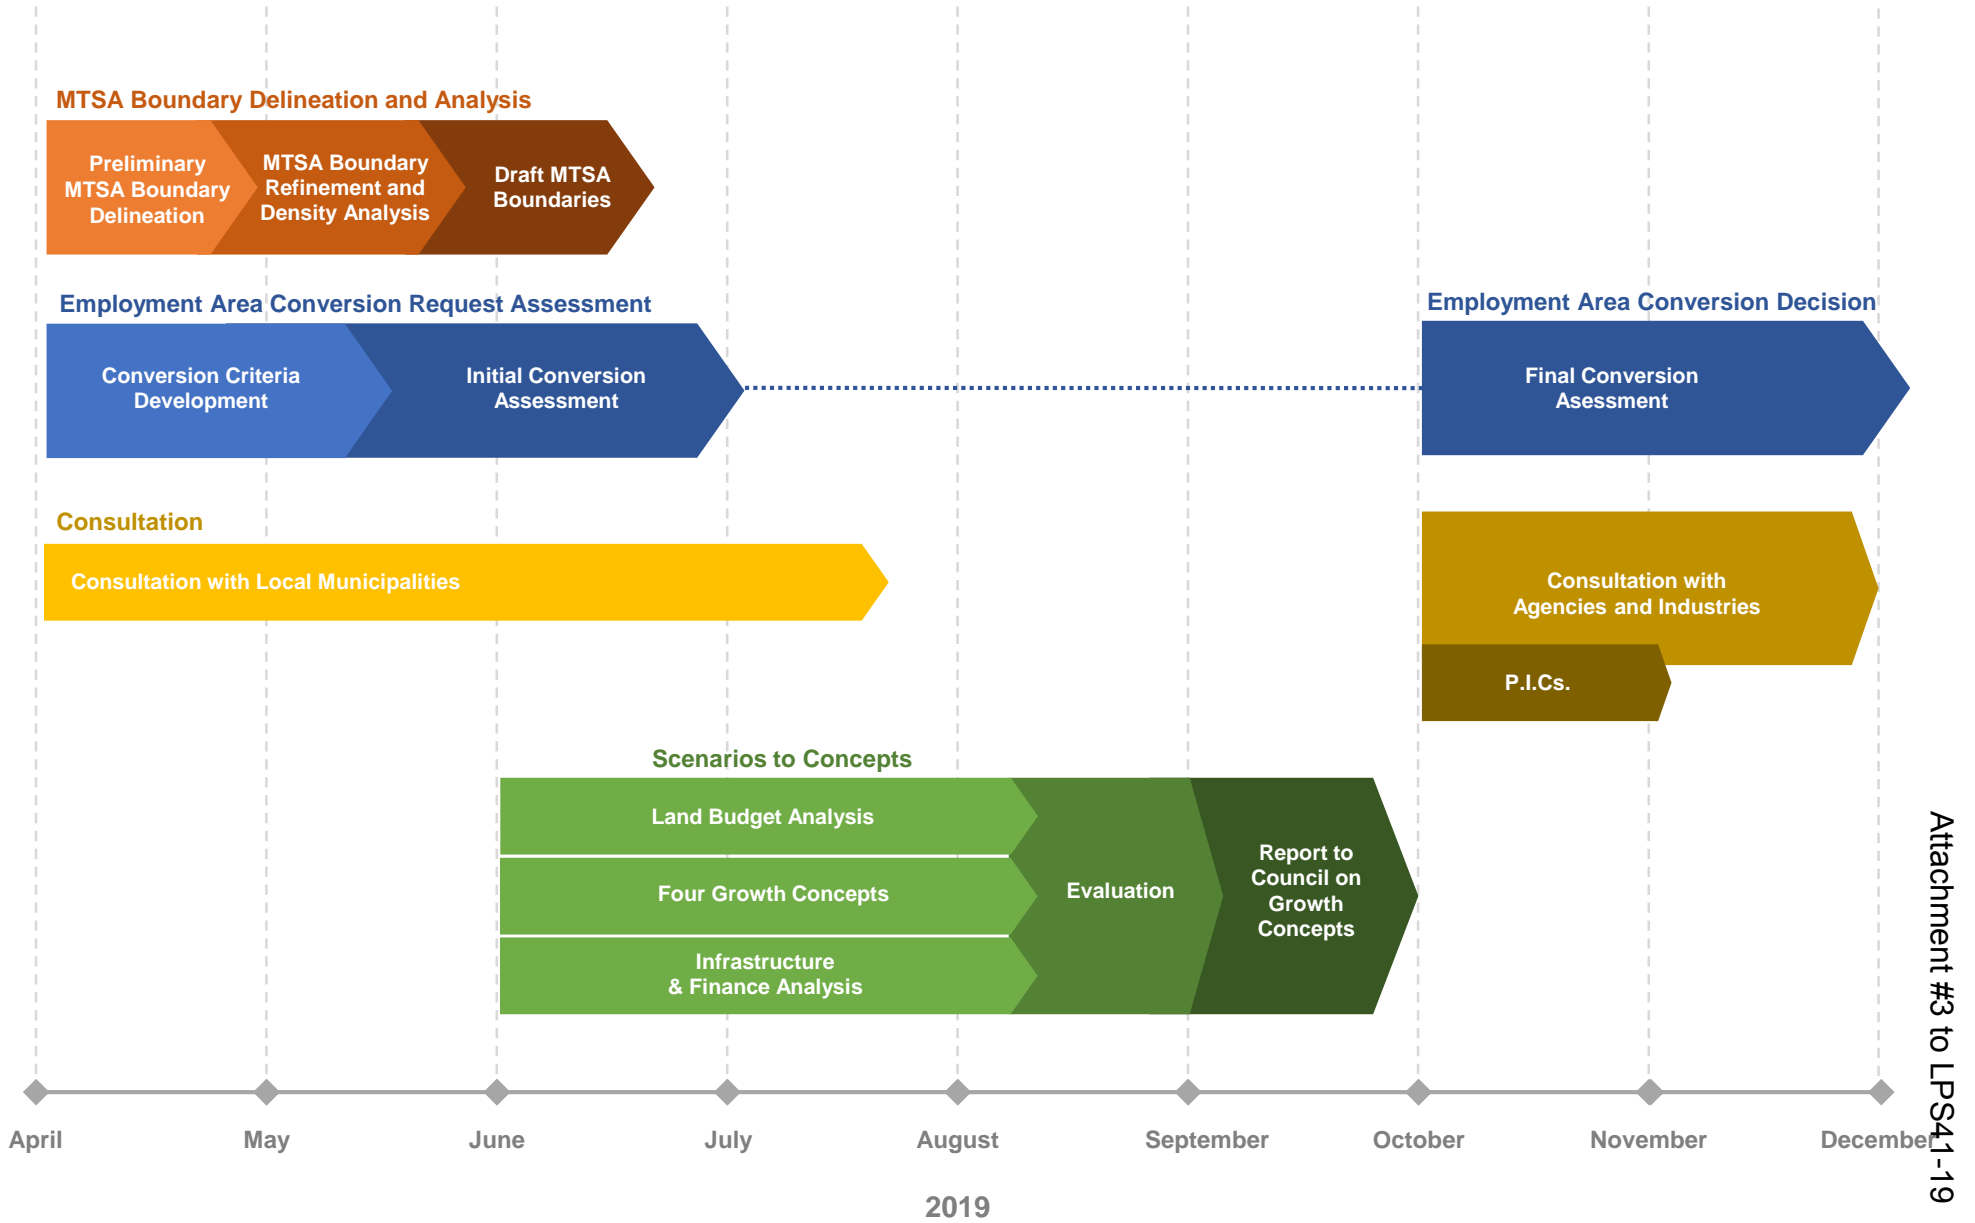 MTSA Boundary Delineation and Analysis
Preliminary
MTSA Boundary
Delineation
MTSA Boundary
Refinement and
Density Analysis
Draft MTSA
Boundaries
Employment Area Conversion Request Assessment
Conversion Criteria
Development
Initial Conversion
Assessment
Employment Area Conversion Decision
Final Conversion
Asessment
Consultation
Consultation with Local Municipalities
Consultation with
Agencies and Industries
P.I.Cs.
Scenarios to Concepts
Land Budget Analysis
Four Growth Concepts
Infrastructure
& Finance Analysis
Evaluation
Report to
Council on
Growth
Concepts
April
May
June
July
August
September
October
November
December
2019
Attachment #3 to LPS41-19